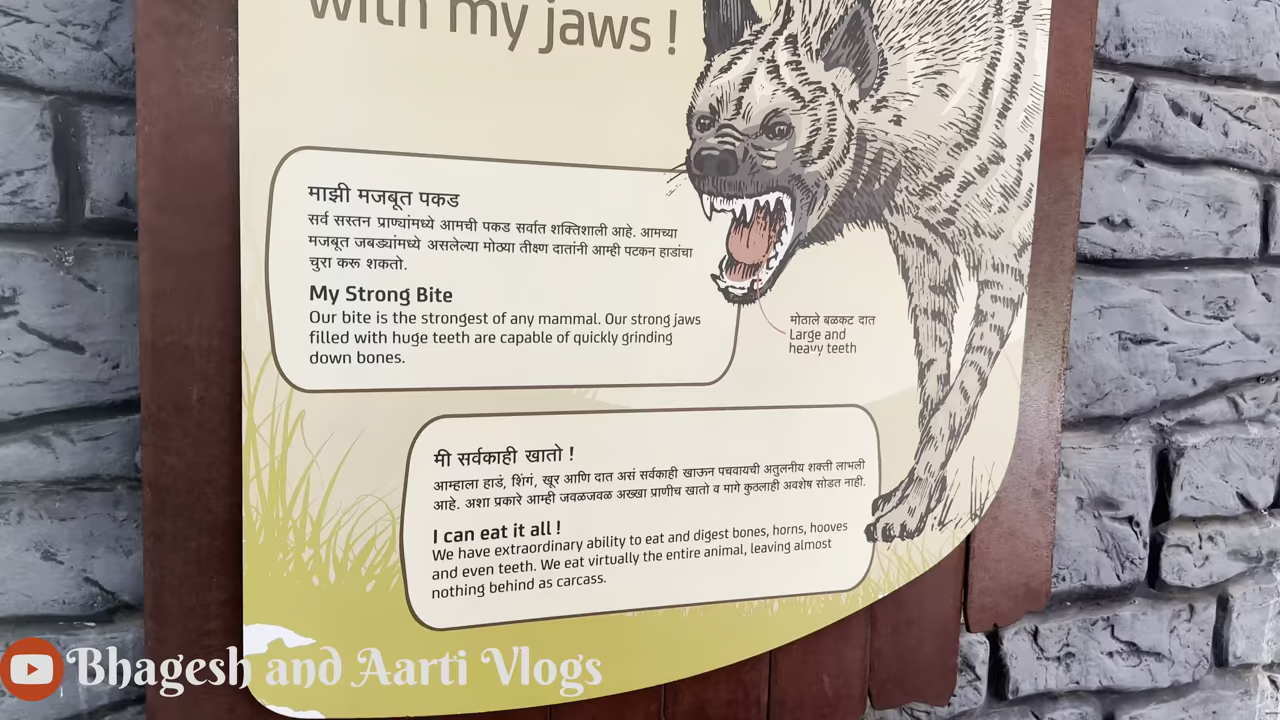 with my jaws !
माझी मजबूत पकड
सर्व सस्तन प्राण्यांमध्ये आमची पकड सर्वात शक्तिशाली आहे. आमच्या
मजबूत जबड्यांमध्ये असलेल्या मोठ्या तीक्ष्ण दातांनी आम्ही पटकन हाडांचा
चुरा करू शकतो.
My Strong Bite
Our bite is the strongest of any mammal. Our strong jaws
filled with huge teeth are capable of quickly grinding
down bones.
मोठाले बळकट दात
Large and
heavy teeth
मी सर्वकाही खातो !
आम्हाला हाडं, शिंगं, खूर आणि दात असं सर्वकाही खाऊन पचवायची अतुलनीय शक्ती लाभली
आहे. अशा प्रकारे आम्ही जवळजवळ अख्खा प्राणीच खातो व मागे कुठलाही अवशेष सोडत नाही.
I can eat it all !
We have extraordinary ability to eat and digest bones, horns, hooves
and even teeth. We eat virtually the entire animal, leaving almost
nothing behind as carcass.
Bhagesh and Aarti Vlogs